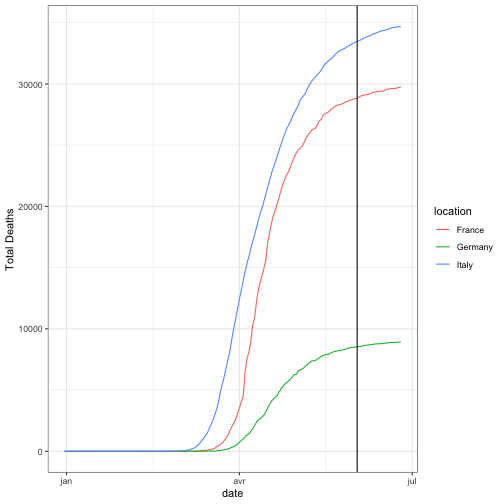 Total Deaths
30000
20000
10000
0
jan
avr
jul
date
location
France
Germany
Italy